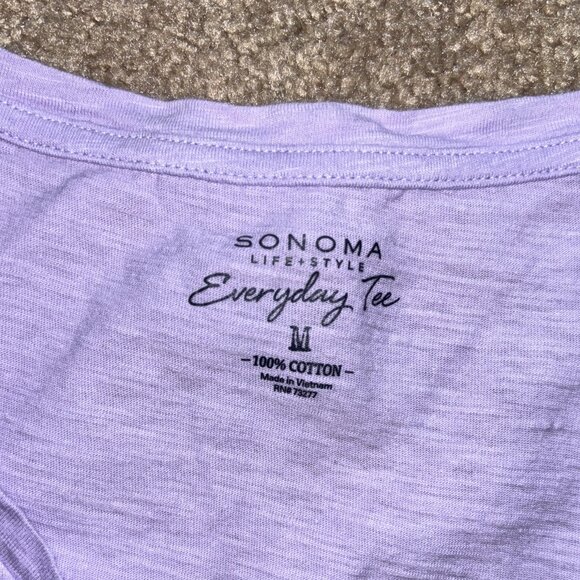 SONOMA
LIFE+STYLE
Everyday Tee
M
-100% COTTON-
Made in Vietnam
RN# 73277